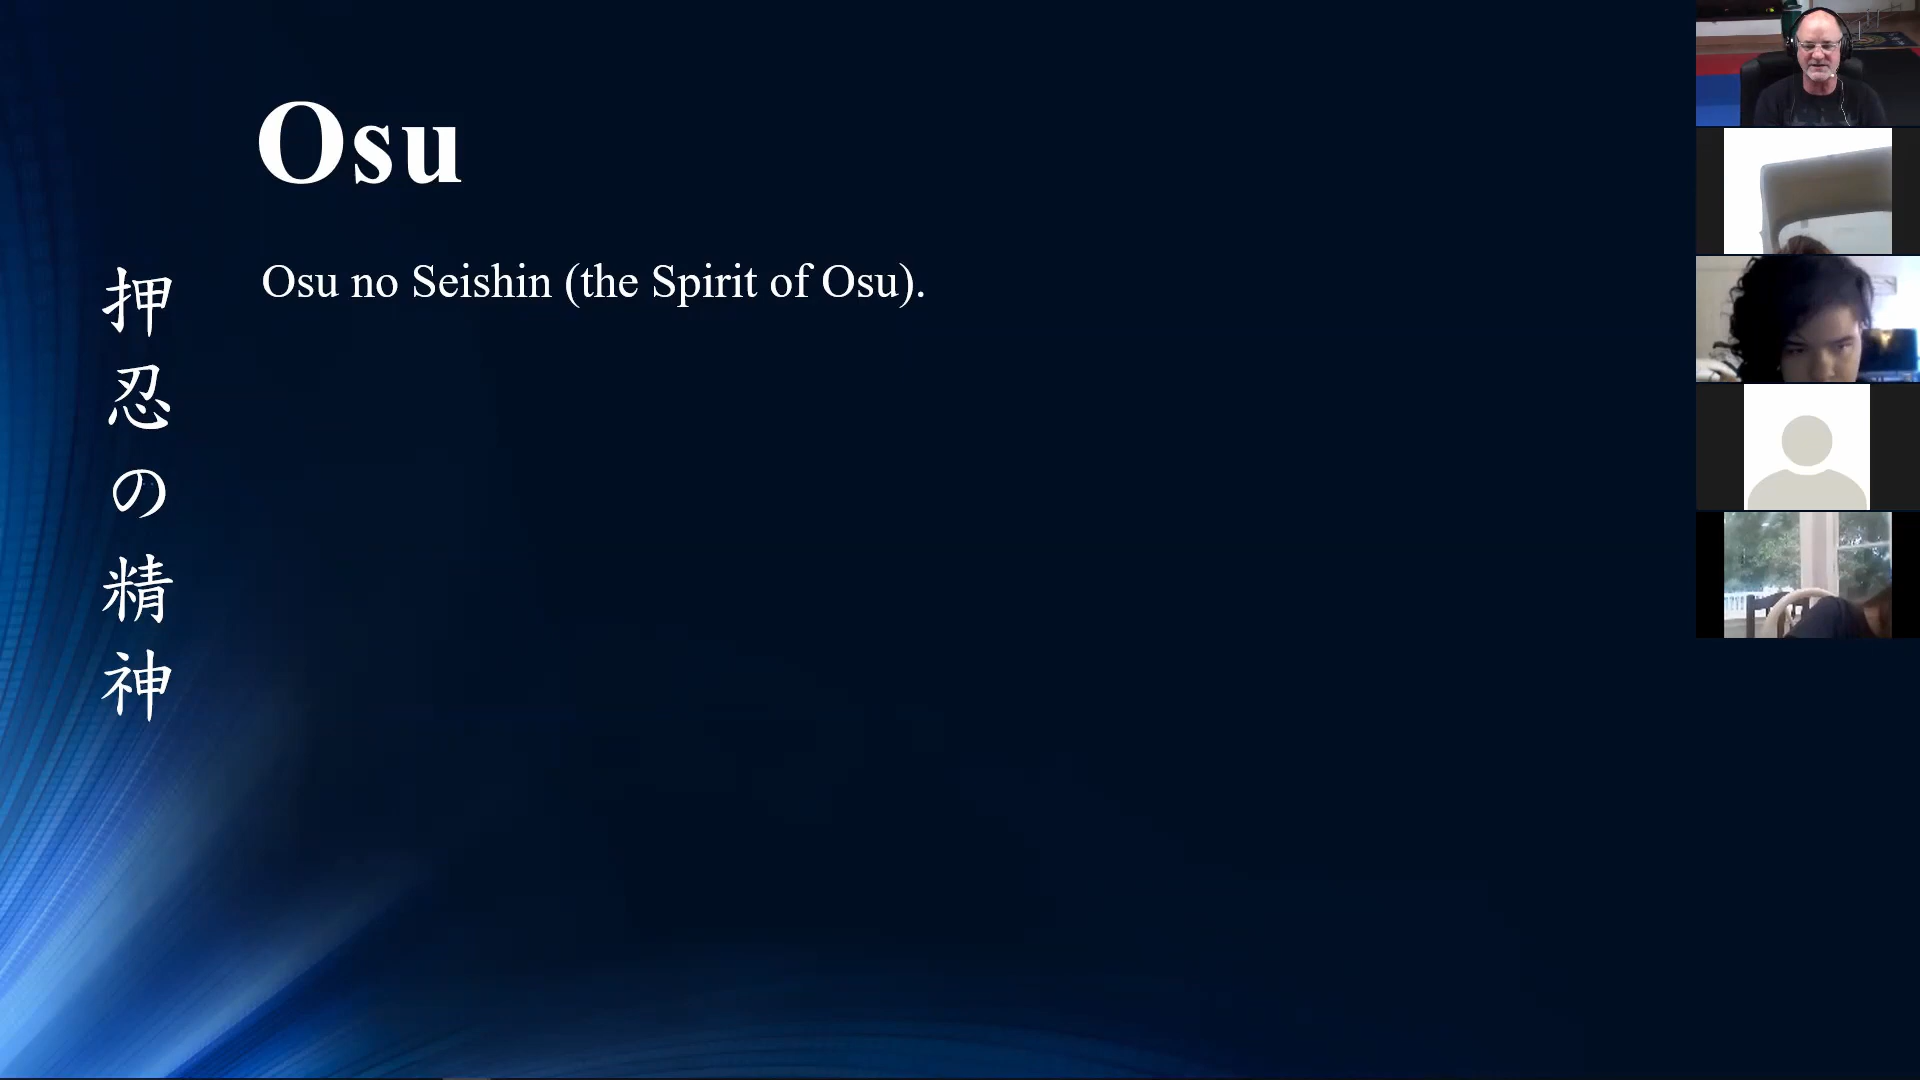 Osu
Osu no Seishin (the Spirit of Osu).
押忍の精神